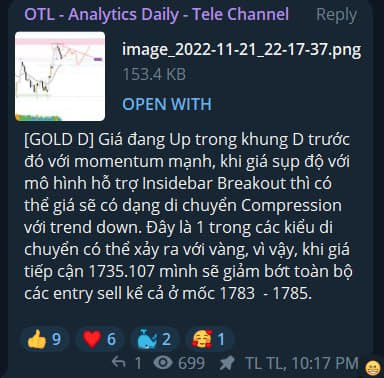 OTL - Analytics Daily - Tele Channel Reply
image_2022-11-21_22-17-37.png
153.4 KB
OPEN WITH
[GOLD D] Giá đang Up trong khung D trước
đó với momentum mạnh, khi giá sụp độ với
mô hình hỗ trợ Insidebar Breakout thì có
thể giá sẽ có dạng di chuyển Compression
với trend down. Đây là 1 trong các kiểu di
chuyển có thể xảy ra với vàng, vì vậy, khi giá
tiếp cận 1735.107 mình sẽ giảm bớt toàn bộ
các entry sell kể cả ở mốc 1783 - 1785.
👍 9 ❤️ 6 🐳 2 🥰 1
1 699 TL TL, 10:17 PM